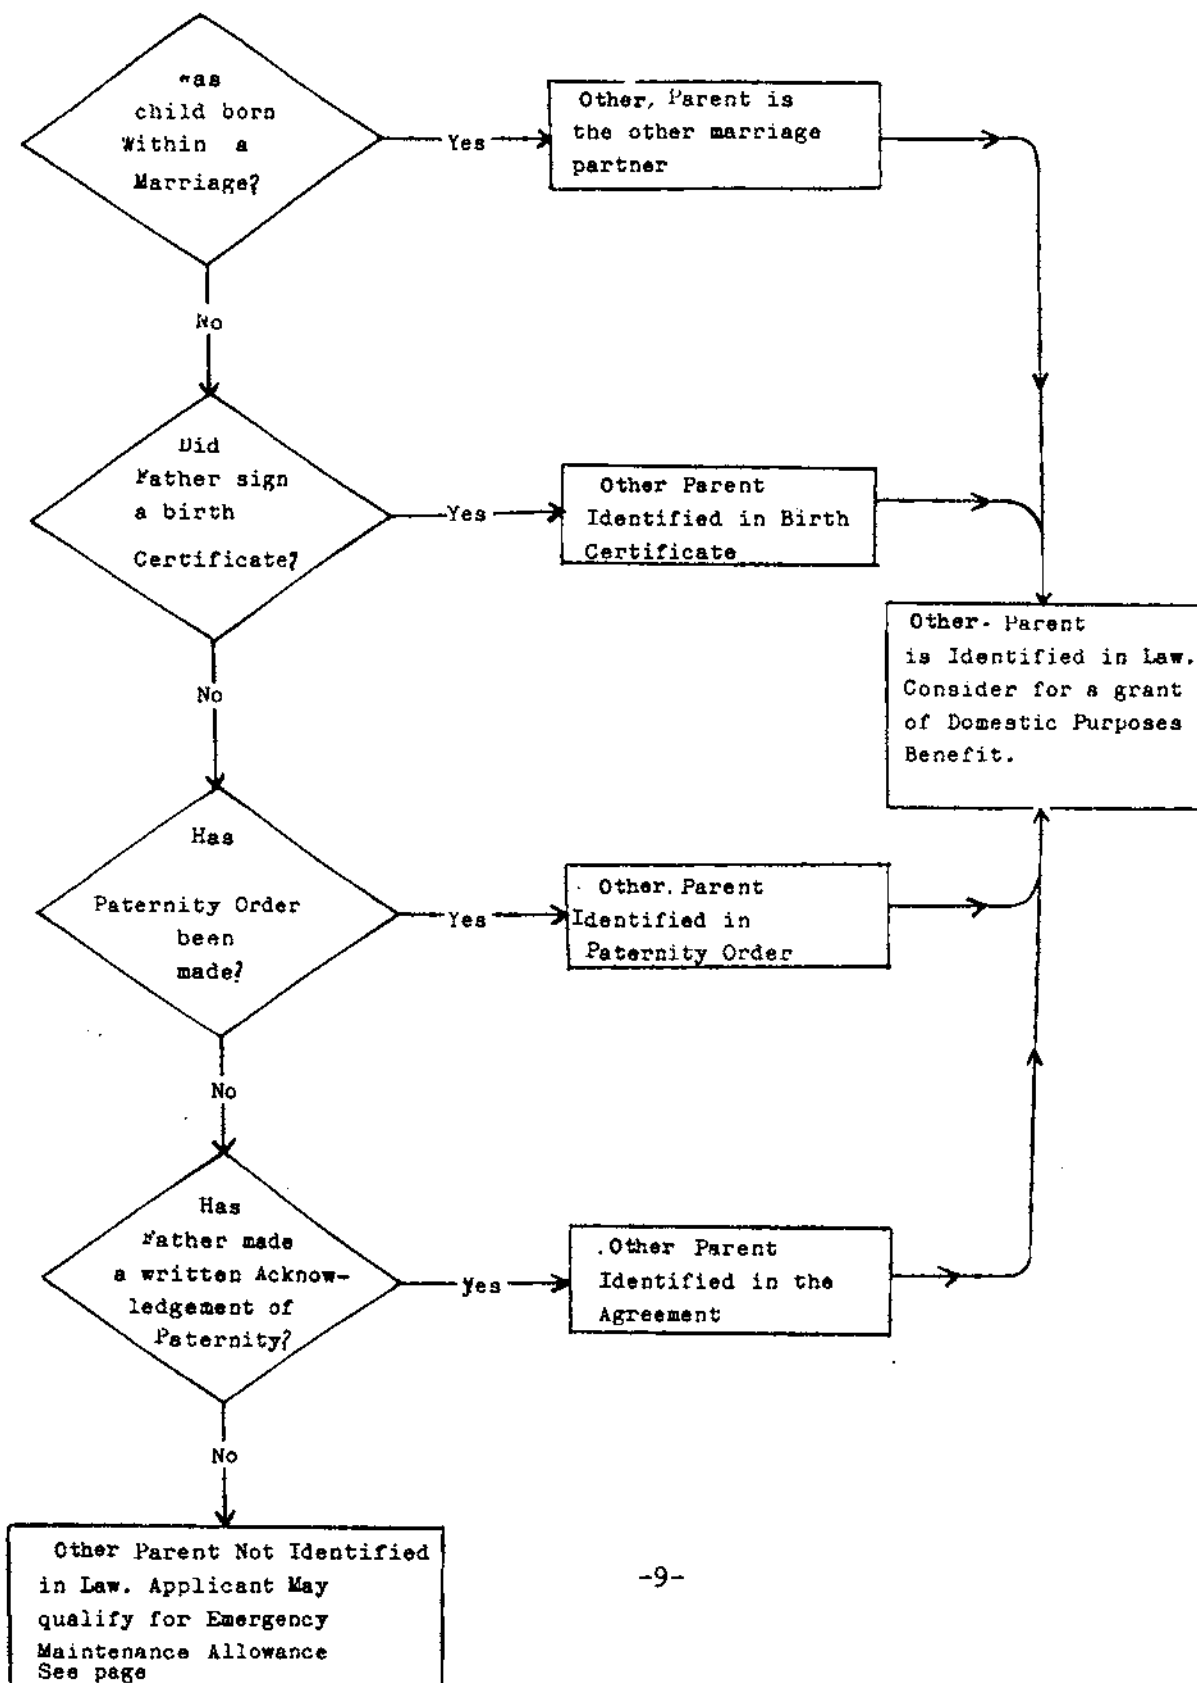 Was
child born
Within a
Marriage?
Yes
Other, Parent is
the other marriage
partner
No
Did
Father sign
a birth
Certificate?
Yes
Other Parent
Identified in Birth
Certificate
Other- Parent
is Identified in Law.
Consider for a grant
of Domestic Purposes
Benefit.
No
Has
Paternity Order
been
made?
Yes
Other. Parent
Identified in
Paternity Order
No
Has
Father made
a written Acknow-
ledgement of
Paternity?
Yes
.Other Parent
Identified in the
Agreement
No
Other Parent Not Identified
in Law. Applicant May
qualify for Emergency
Maintenance Allowance
See page
-9-